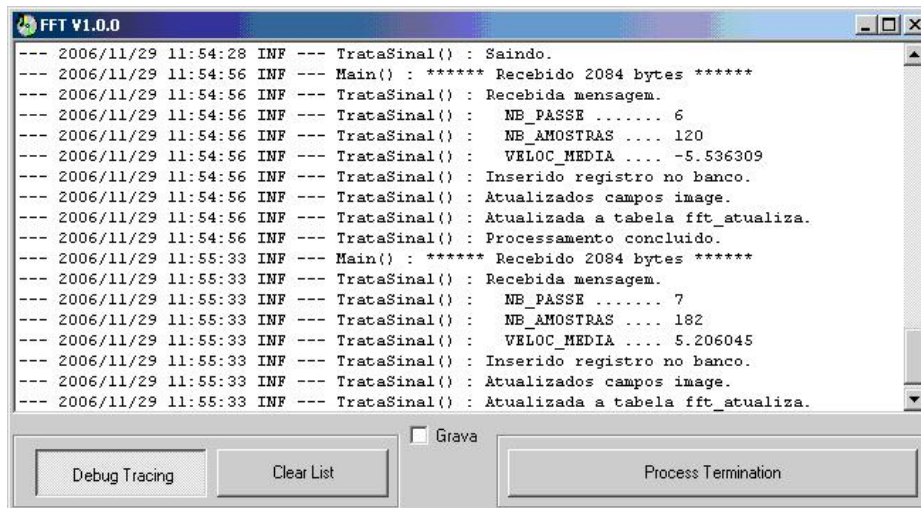 FFT V1.0.0
--- 2006/11/29 11:54:28 INF --- TrataSinal() : Saindo.
--- 2006/11/29 11:54:56 INF --- Main() : ****** Recebido 2084 bytes ******
--- 2006/11/29 11:54:56 INF --- TrataSinal() : Recebida mensagem.
--- 2006/11/29 11:54:56 INF --- TrataSinal() :   NB_PASSE ....... 6
--- 2006/11/29 11:54:56 INF --- TrataSinal() :   NB_AMOSTRAS .... 120
--- 2006/11/29 11:54:56 INF --- TrataSinal() :   VELOC_MEDIA .... -5.536309
--- 2006/11/29 11:54:56 INF --- TrataSinal() : Inserido registro no banco.
--- 2006/11/29 11:54:56 INF --- TrataSinal() : Atualizados campos image.
--- 2006/11/29 11:54:56 INF --- TrataSinal() : Atualizada a tabela fft_atualiza.
--- 2006/11/29 11:54:56 INF --- TrataSinal() : Processamento concluido.
--- 2006/11/29 11:55:33 INF --- Main() : ****** Recebido 2084 bytes ******
--- 2006/11/29 11:55:33 INF --- TrataSinal() : Recebida mensagem.
--- 2006/11/29 11:55:33 INF --- TrataSinal() :   NB_PASSE ....... 7
--- 2006/11/29 11:55:33 INF --- TrataSinal() :   NB_AMOSTRAS .... 182
--- 2006/11/29 11:55:33 INF --- TrataSinal() :   VELOC_MEDIA .... 5.206045
--- 2006/11/29 11:55:33 INF --- TrataSinal() : Inserido registro no banco.
--- 2006/11/29 11:55:33 INF --- TrataSinal() : Atualizados campos image.
--- 2006/11/29 11:55:33 INF --- TrataSinal() : Atualizada a tabela fft_atualiza.
Grava
Debug Tracing
Clear List
Process Termination